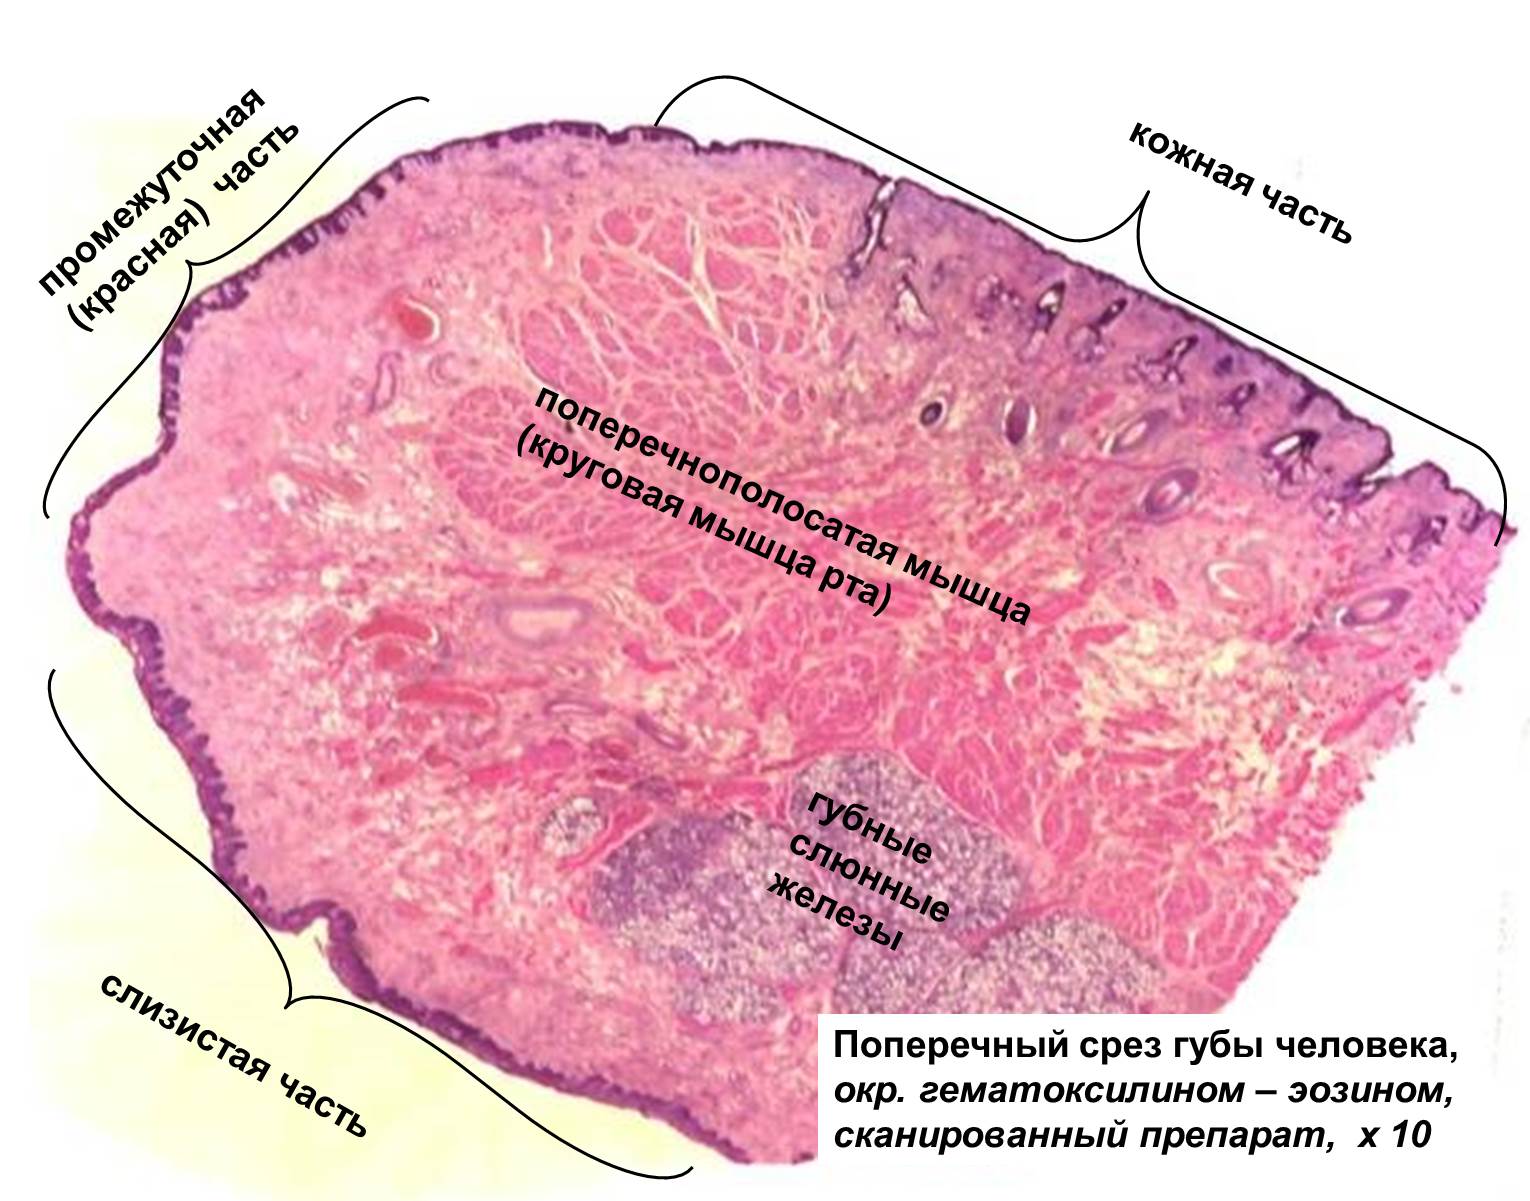 промежуточная
(красная) часть
кожная часть
поперечнополосатая мышца
(круговая мышца рта)
губные
слюнные
железы
слизистая часть
Поперечный срез губы человека,
окр. гематоксилином – эозином,
сканированный препарат, х 10